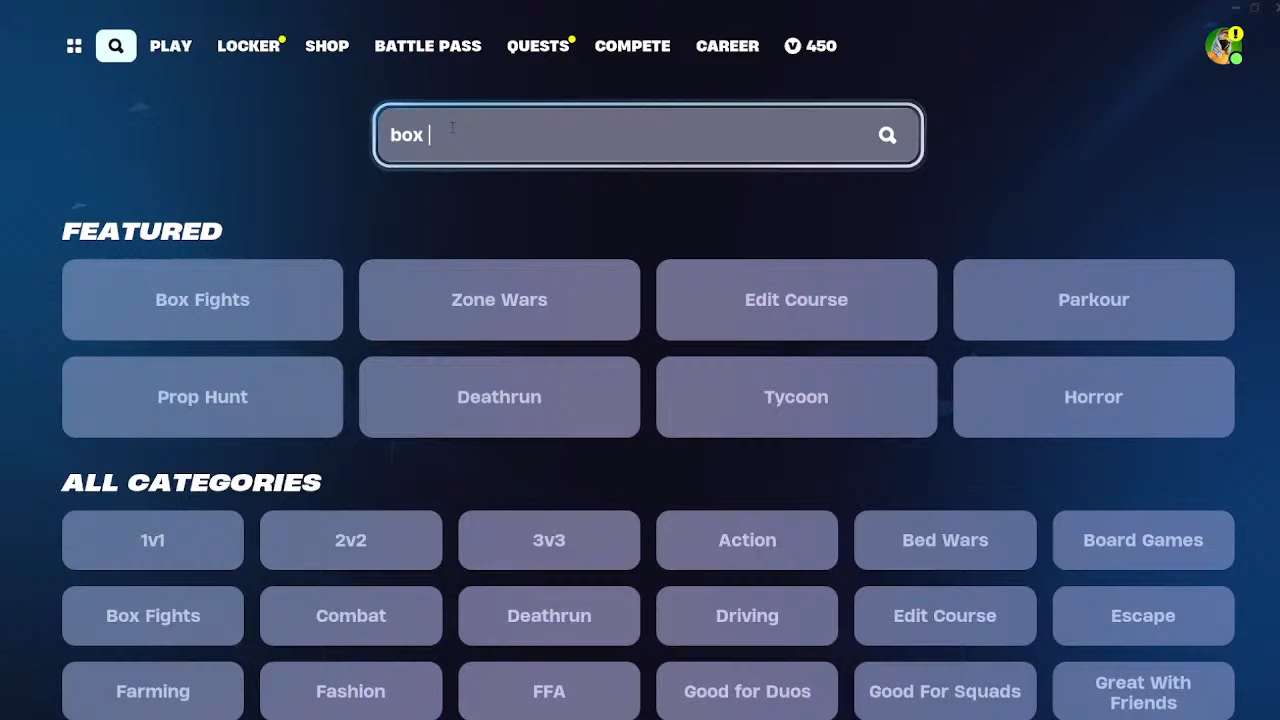 PLAY LOCKER SHOP BATTLE PASS QUESTS COMPETE CAREER V 450
box
FEATURED
Box Fights Zone Wars Edit Course Parkour
Prop Hunt Deathrun Tycoon Horror
ALL CATEGORIES
1v1 2v2 3v3 Action Bed Wars Board Games
Box Fights Combat Deathrun Driving Edit Course Escape
Farming Fashion FFA Good for Duos Good For Squads Great With
Friends